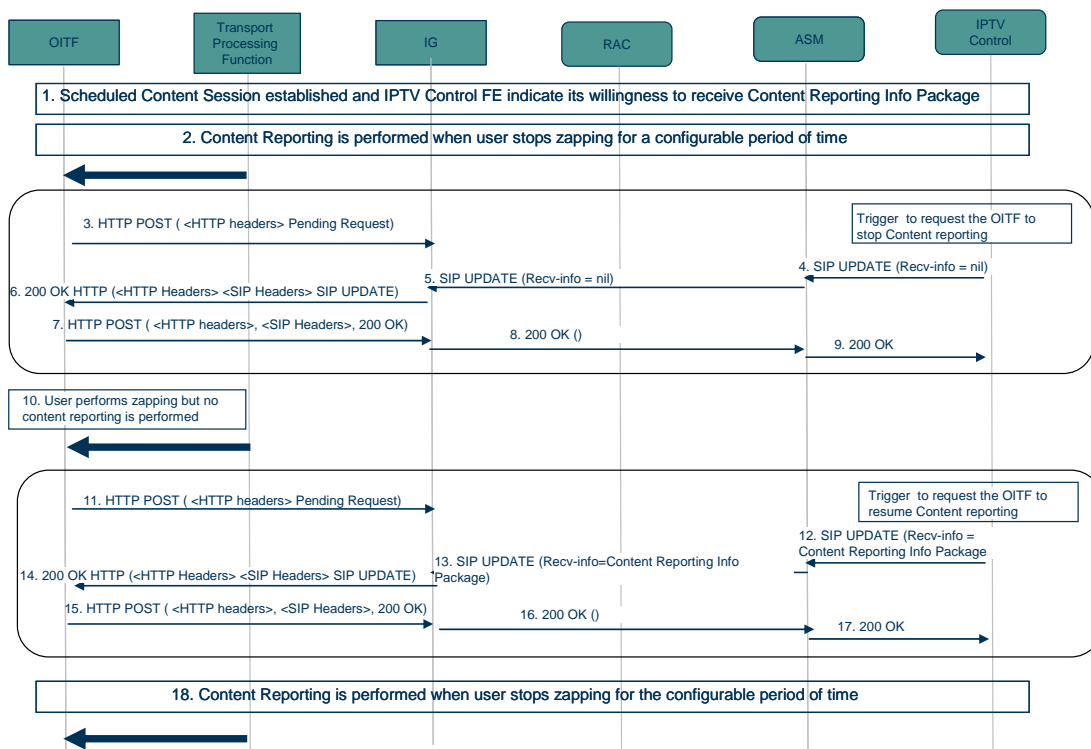 OITF
Transport
Processing
Function
IG
RAC
ASM
IPTV
Control
1. Scheduled Content Session established and IPTV Control FE indicate its willingness to receive Content Reporting Info Package
2. Content Reporting is performed when user stops zapping for a configurable period of time
3. HTTP POST ( <HTTP headers> Pending Request)
Trigger to request the OITF to
stop Content reporting
4. SIP UPDATE (Recv-info = nil)
5. SIP UPDATE (Recv-info = nil)
6. 200 OK HTTP (<HTTP Headers> <SIP Headers> SIP UPDATE)
7. HTTP POST ( <HTTP headers>, <SIP Headers>, 200 OK)
8. 200 OK ()
9. 200 OK
10. User performs zapping but no
content reporting is performed
11. HTTP POST ( <HTTP headers> Pending Request)
Trigger to request the OITF to
resume Content reporting
12. SIP UPDATE (Recv-info =
Content Reporting Info Package
13. SIP UPDATE (Recv-info=Content Reporting Info
Package)
14. 200 OK HTTP (<HTTP Headers> <SIP Headers> SIP UPDATE)
15. HTTP POST ( <HTTP headers>, <SIP Headers>, 200 OK)
16. 200 OK ()
17. 200 OK
18. Content Reporting is performed when user stops zapping for the configurable period of time